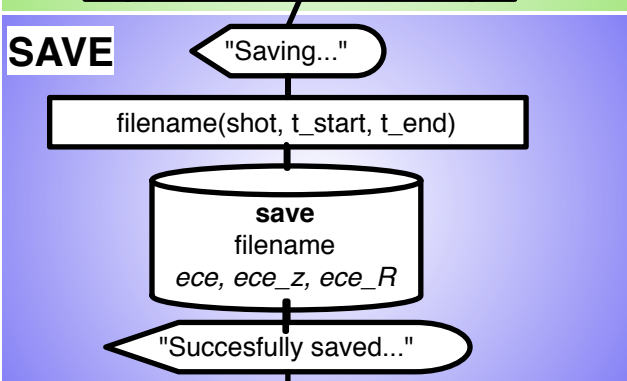 SAVE
"Saving..."
filename(shot, t_start, t_end)
save
filename
ece, ece_z, ece_R
"Succesfully saved..."